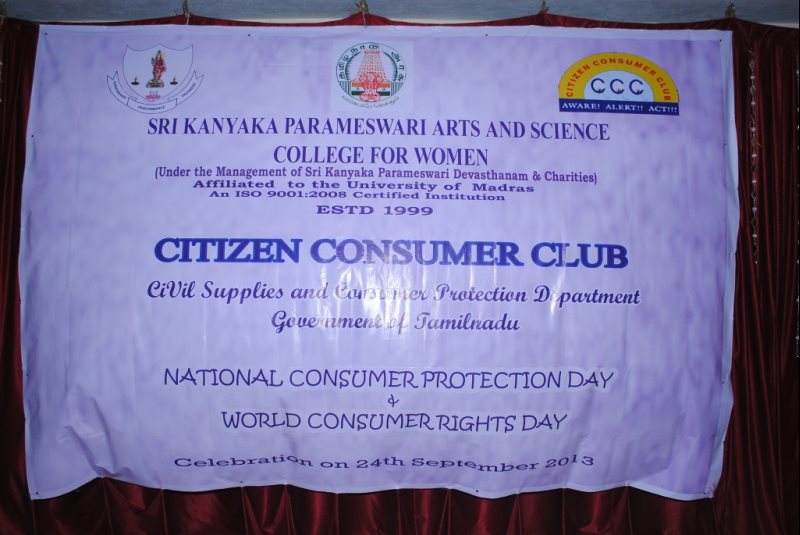 PERFORMANCE
தமிழ்நாடு அரசு
CITIZEN CONSUMER CLUB
CCC
AWARE! ALERT!! ACT!!!
SRI KANYAKA PARAMESWARI ARTS AND SCIENCE
COLLEGE FOR WOMEN
(Under the Management of Sri Kanyaka Parameswari Devasthanam & Charities)
Affiliated to the University of Madras
An ISO 9001:2008 Certified Institution
ESTD 1999
CITIZEN CONSUMER CLUB
CiVil Supplies and Consumer Protection Department
Government of Tamilnadu
NATIONAL CONSUMER PROTECTION DAY
&
WORLD CONSUMER RIGHTS DAY
Celebration on 24th September 2013